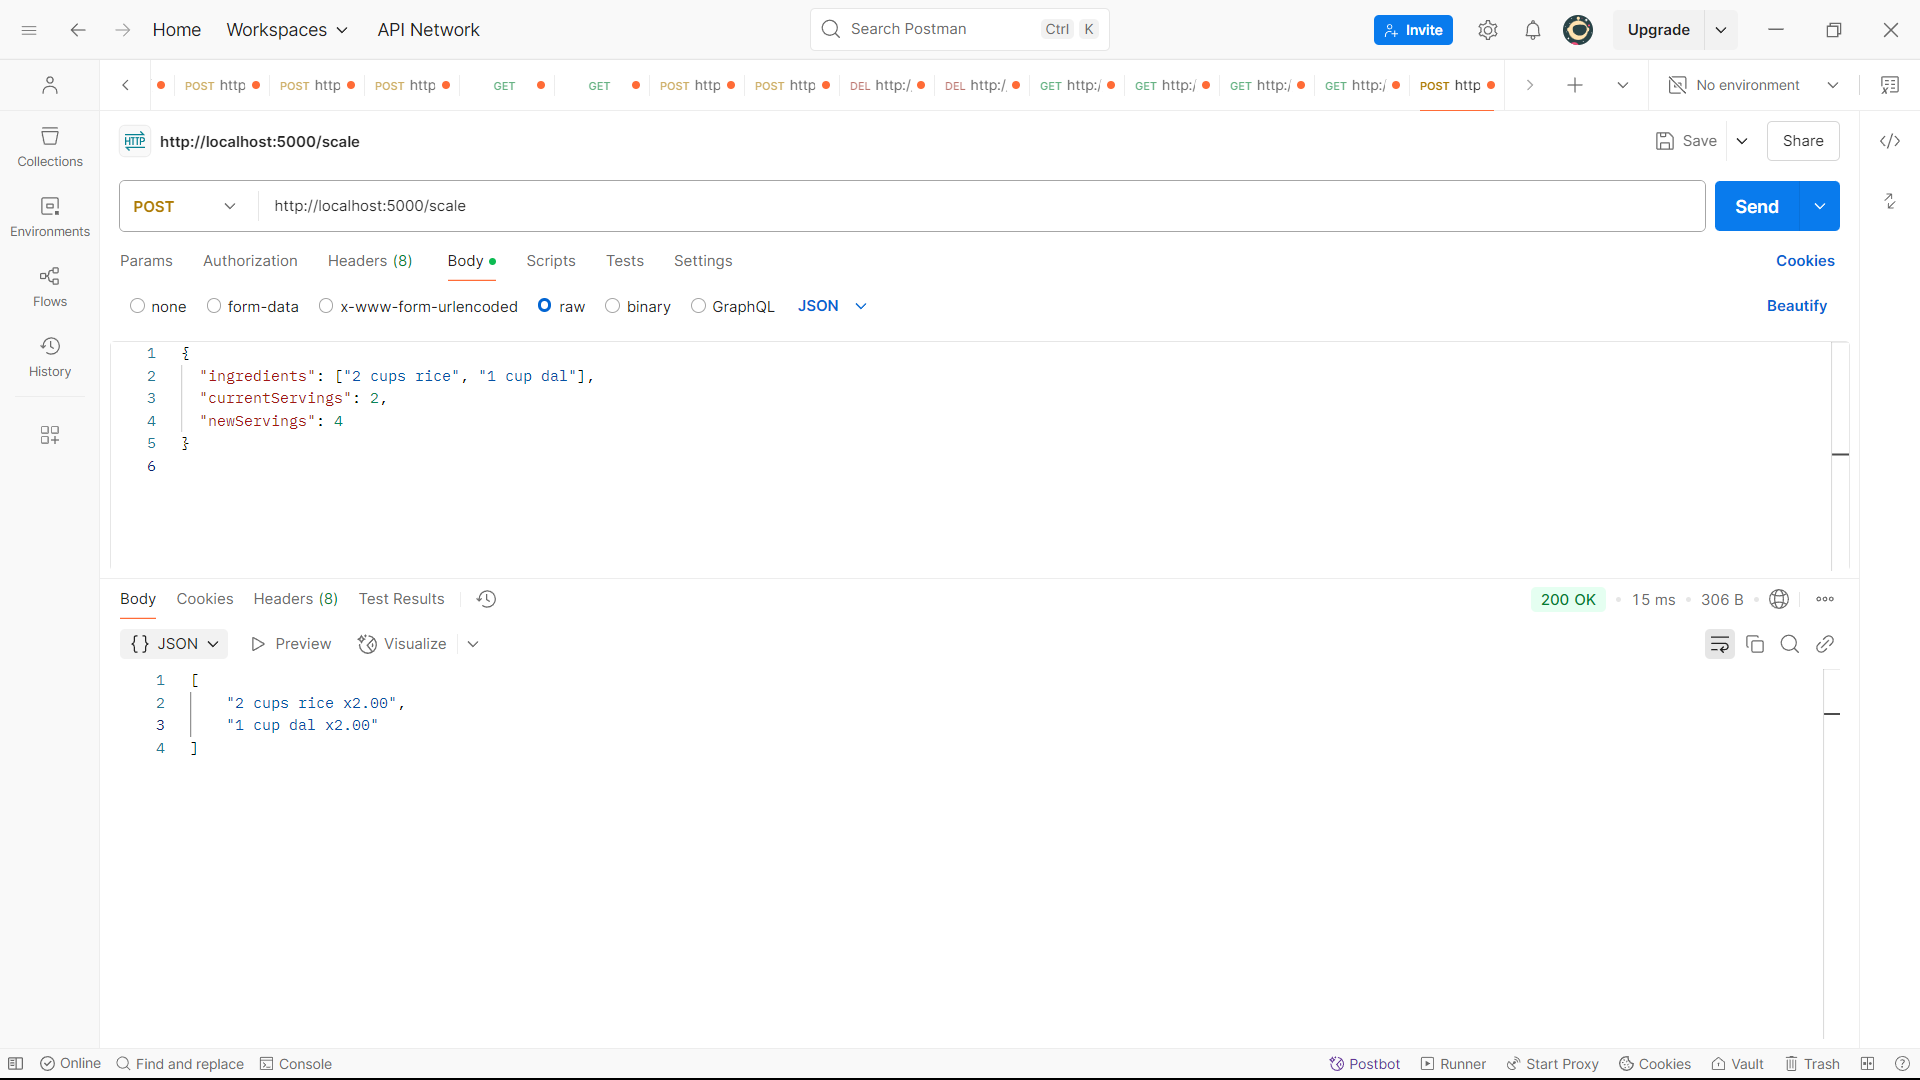 Home Workspaces API Network Search Postman Ctrl K Invite Upgrade
POST http POST http POST http GET GET POST http POST http DEL http:/ DEL http:/ GET http:/ GET http:/ GET http:/ GET http:/ POST http No environment
HTTP http://localhost:5000/scale Save Share
POST http://localhost:5000/scale Send
Params Authorization Headers (8) Body Scripts Tests Settings Cookies
none form-data x-www-form-urlencoded raw binary GraphQL JSON Beautify
Collections
Environments
Flows
History
1 {
2 "ingredients": ["2 cups rice", "1 cup dal"],
3 "currentServings": 2,
4 "newServings": 4
5 }
6
Body Cookies Headers (8) Test Results 200 OK 15 ms 306 B
{} JSON Preview Visualize
1 [
2 "2 cups rice x2.00",
3 "1 cup dal x2.00"
4 ]
Online Find and replace Console Postbot Runner Start Proxy Cookies Vault Trash